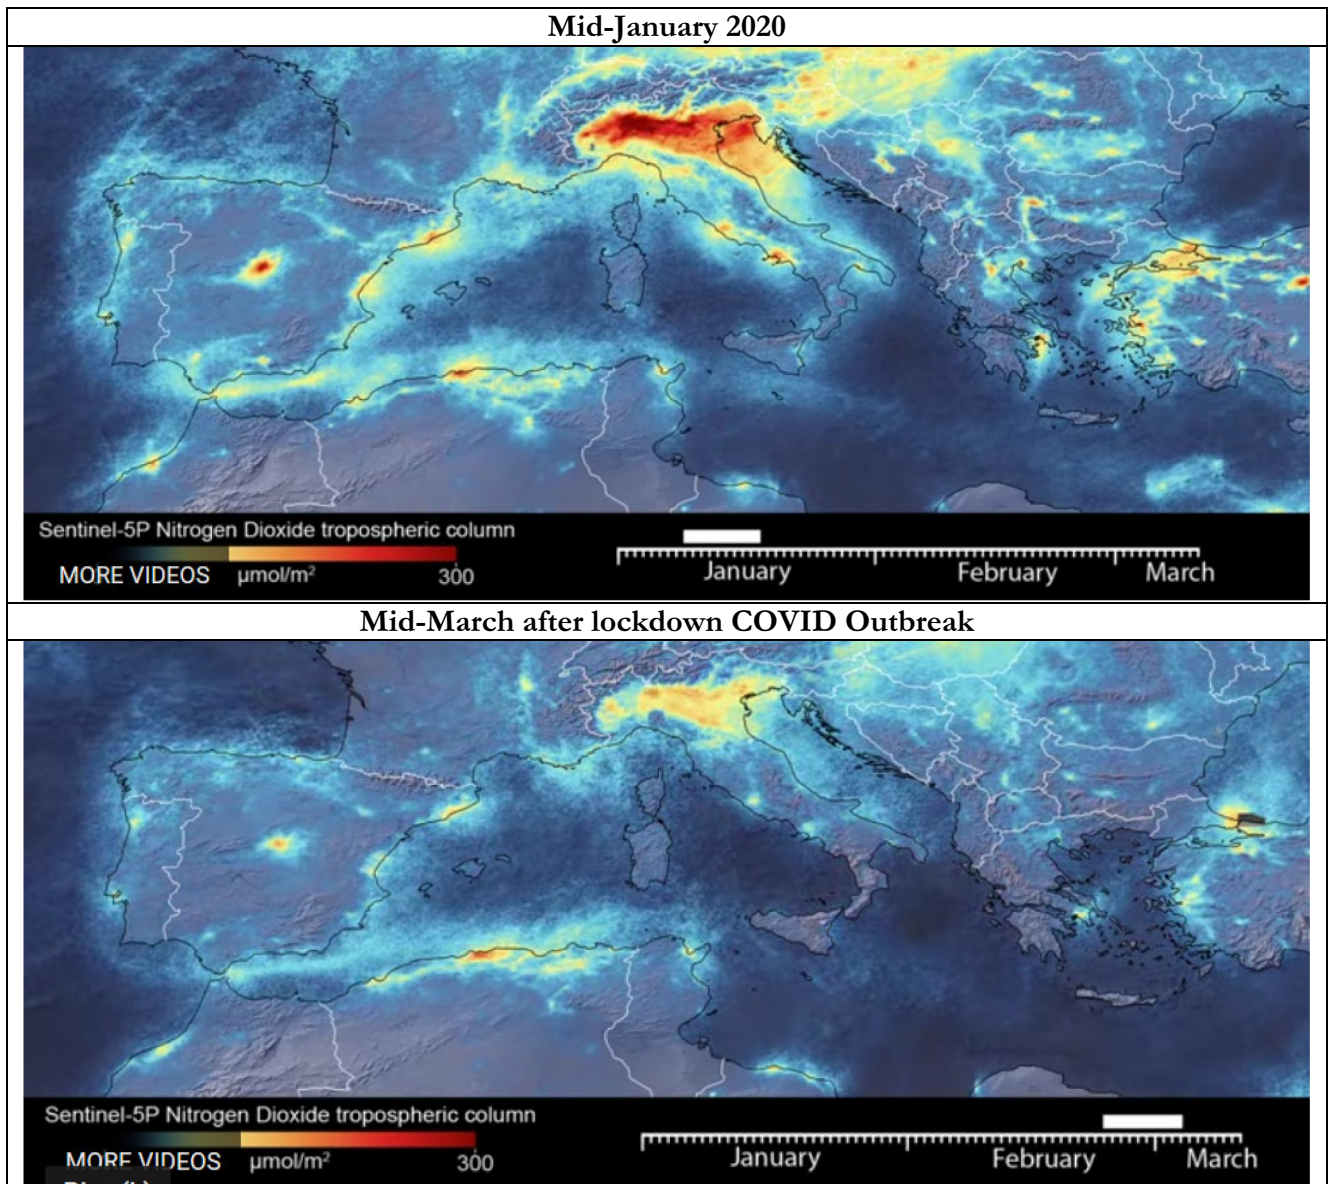 Mid-January 2020
Sentinel-5P Nitrogen Dioxide tropospheric column
MORE VIDEOS
µmol/m²
300
January
February
March
Mid-March after lockdown COVID Outbreak
Sentinel-5P Nitrogen Dioxide tropospheric column
MORE VIDEOS
µmol/m²
300
January
February
March